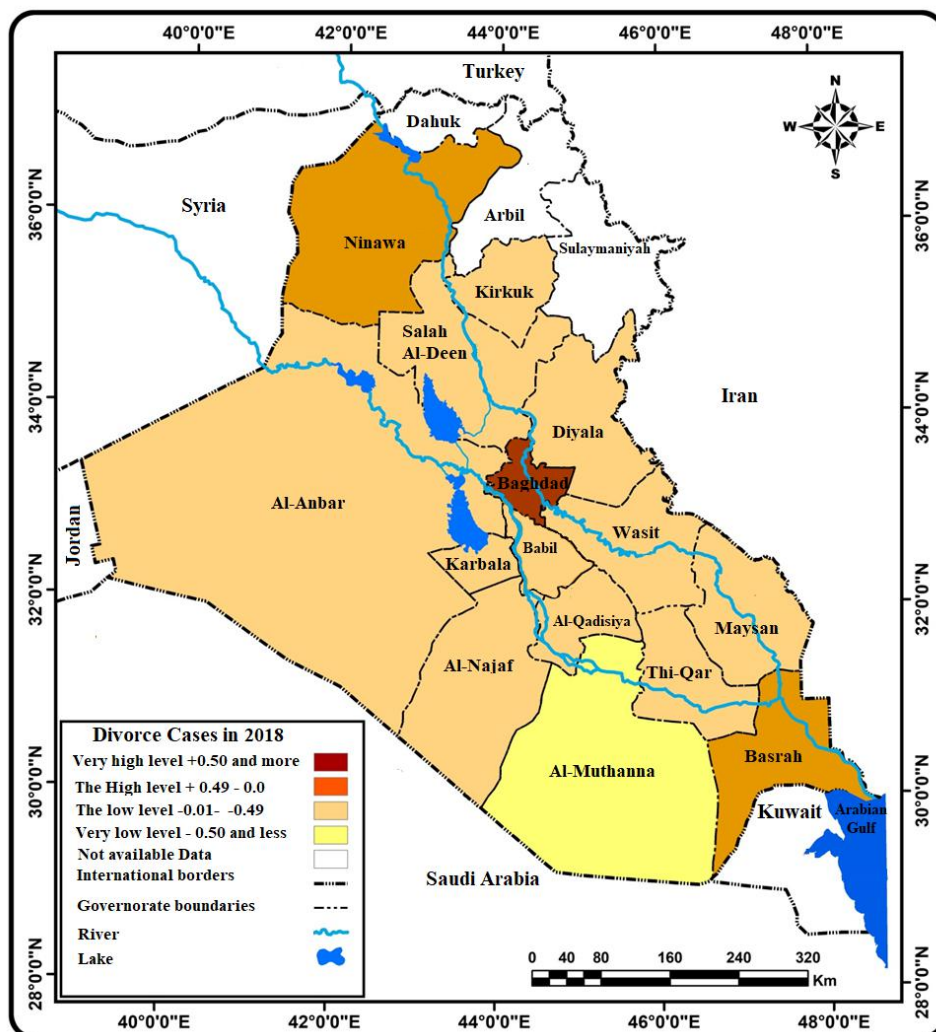 40°0'0"N 42°0'0"N 44°0'0"N 46°0'0"N 48°0'0"N
Turkey
N
W E
S
Dahuk
36°0'0"N
36°0'0"N
Syria
Arbil
Ninawa
Sulaymaniyah
Kirkuk
Salah
Al-Deen
34°0'0"N
34°0'0"N
Iran
Diyala
Baghdad
Al-Anbar
Wasit
Jordan
Babil
Karbala
32°0'0"N
32°0'0"N
Al-Qadisiya
Maysan
Al-Najaf
Thi-Qar
Basrah
Al-Muthanna
30°0'0"N
30°0'0"N
Kuwait
Arabian
Gulf
Saudi Arabia
Divorce Cases in 2018
Very high level +0.50 and more
The High level + 0.49 - 0.0
The low level -0.01- -0.49
Very low level - 0.50 and less
Not available Data
International borders
Governorate boundaries
River
Lake
0 20 40 60 80 160 240 320
Km
28°0'0"N
28°0'0"N
40°0'0"N 42°0'0"N 44°0'0"N 46°0'0"N 48°0'0"N